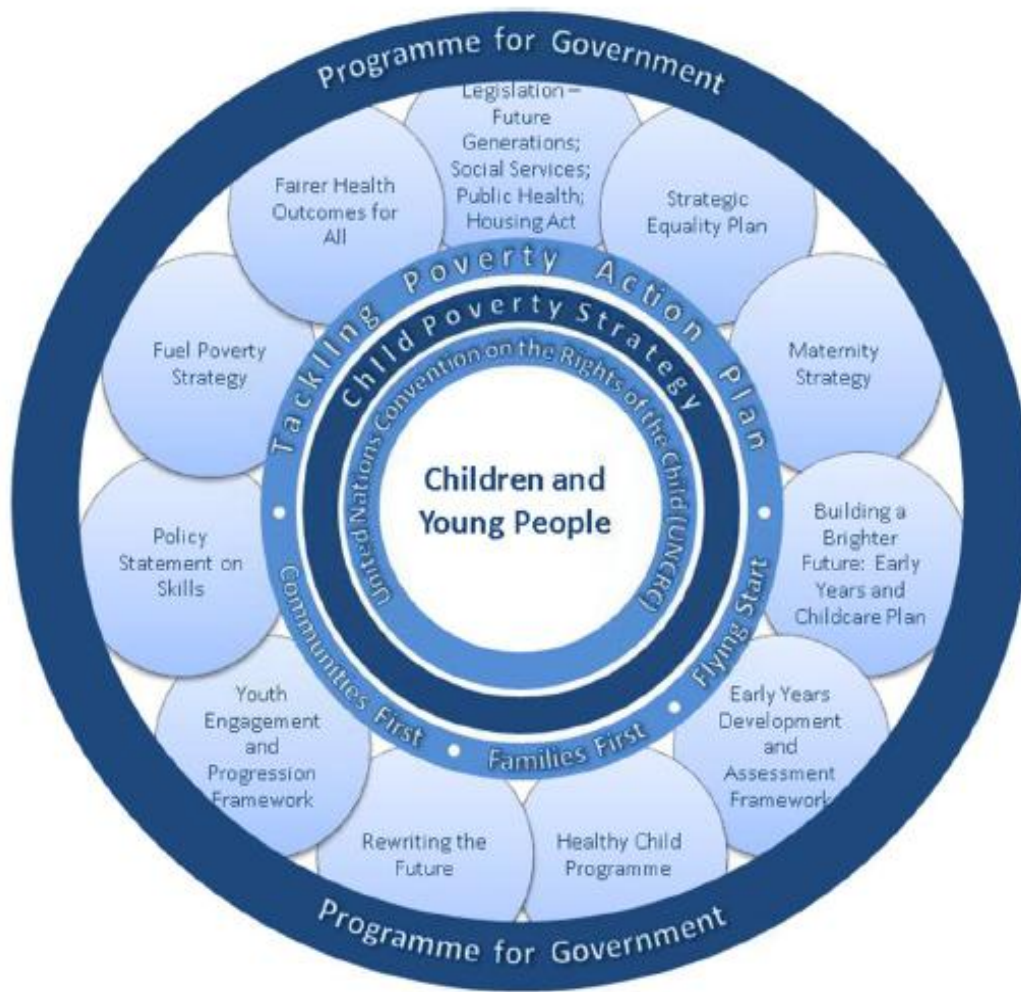 Programme for Government
Legislation –
Future
Generations;
Social Services;
Public Health;
Housing Act
Strategic
Equality Plan
Maternity
Strategy
Building a
Brighter
Future: Early
Years and
Childcare Plan
Early Years
Development
and
Assessment
Framework
Healthy Child
Programme
Rewriting the
Future
Youth
Engagement
and
Progression
Framework
Policy
Statement on
Skills
Fuel Poverty
Strategy
Fairer Health
Outcomes for
All
Tackling Poverty Action Plan
Flying Start
Families First
Communities First
Child Poverty Strategy
United Nations Convention on the Rights of the Child (UNCRC)
Children and
Young People
Programme for Government